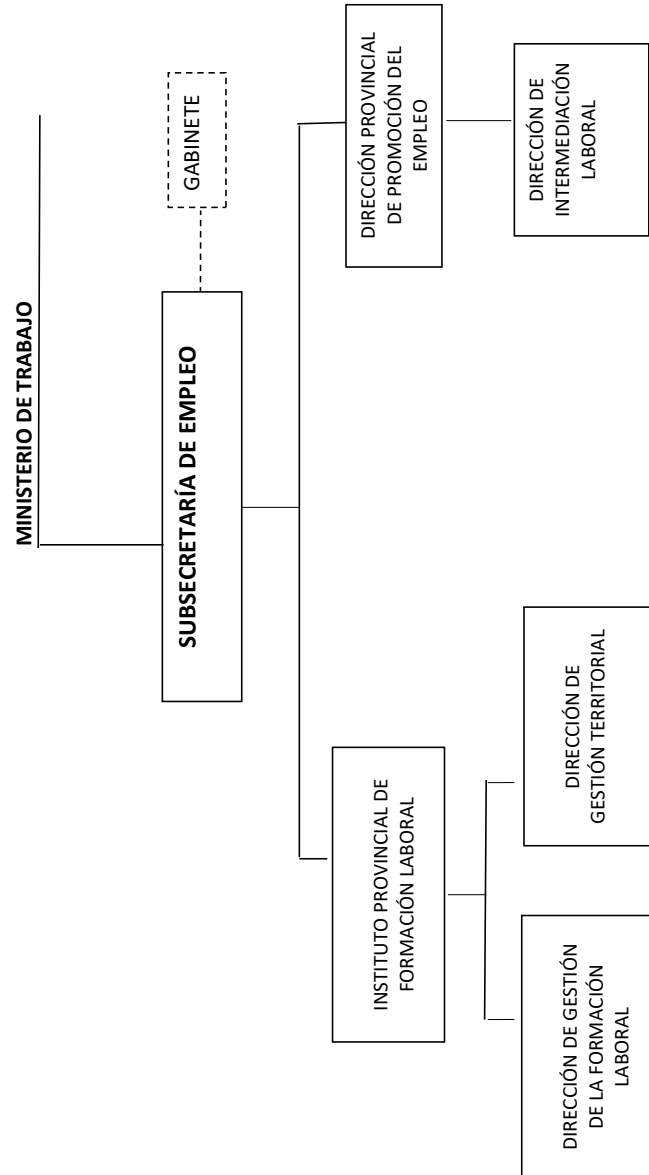 MINISTERIO DE TRABAJO
SUBSECRETARÍA DE EMPLEO
GABINETE
INSTITUTO PROVINCIAL DE
FORMACIÓN LABORAL
DIRECCIÓN PROVINCIAL
DE PROMOCIÓN DEL
EMPLEO
DIRECCIÓN DE GESTIÓN
DE LA FORMACIÓN
LABORAL
DIRECCIÓN DE
GESTIÓN TERRITORIAL
DIRECCIÓN DE
INTERMEDIACIÓN
LABORAL